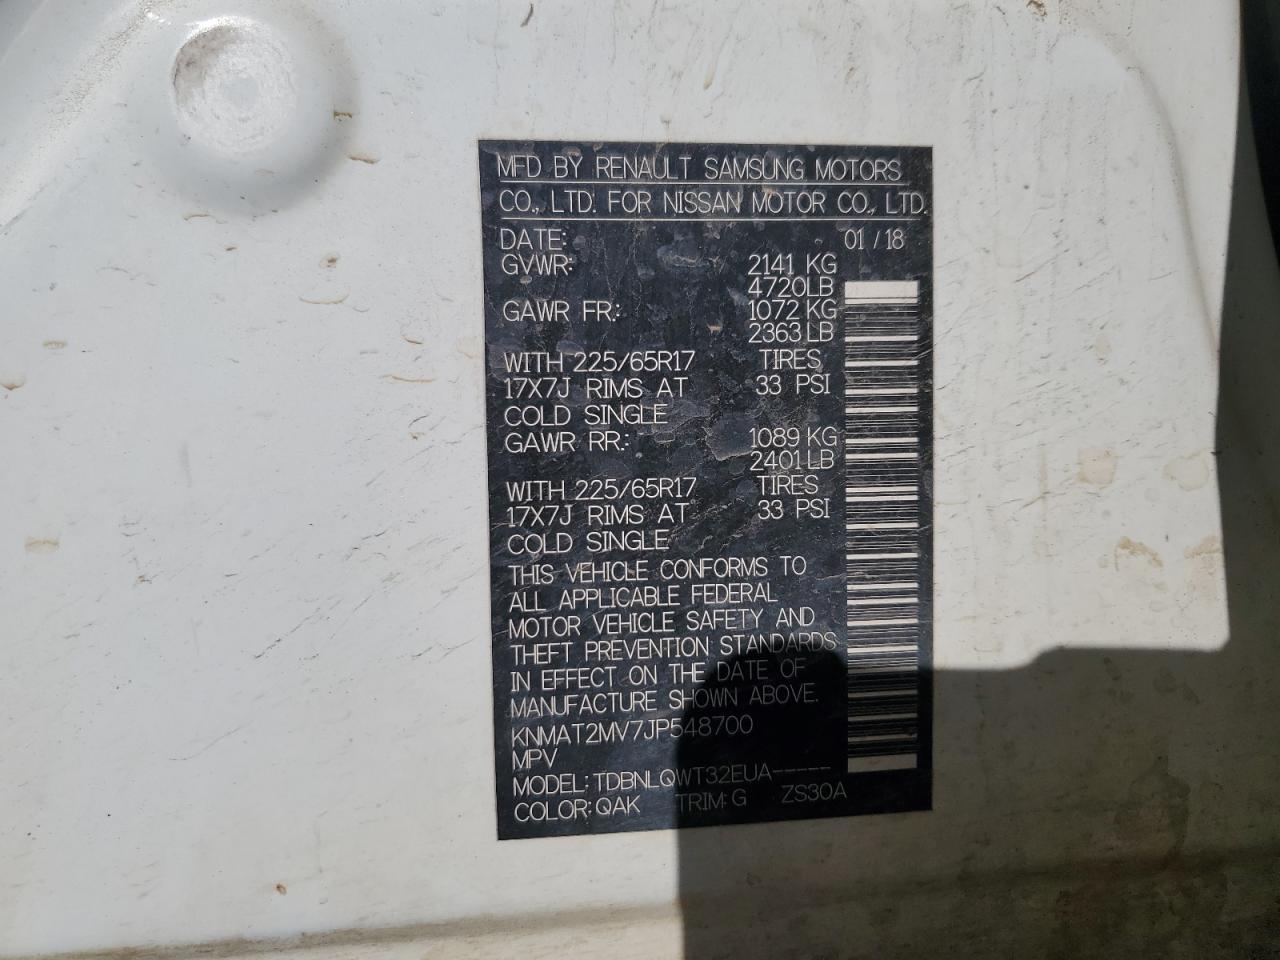 MFD BY RENAULT SAMSUNG MOTORS
CO., LTD. FOR NISSAN MOTOR CO., LTD.
DATE: 01 / 18
GVWR: 2141 KG
4720LB
GAWR FR.: 1072 KG
2363 LB
WITH 225/65R17 TIRES
17X7J RIMS AT 33 PSI
COLD SINGLE
GAWR RR.: 1089 KG
2401 LB
WITH 225/65R17 TIRES
17X7J RIMS AT 33 PSI
COLD SINGLE
THIS VEHICLE CONFORMS TO
ALL APPLICABLE FEDERAL
MOTOR VEHICLE SAFETY AND
THEFT PREVENTION STANDARDS
IN EFFECT ON THE DATE OF
MANUFACTURE SHOWN ABOVE.
KNMAT2MV7JP548700
MPV
MODEL: TDBNLQWT32EUA-----
COLOR: QAK TRIM: G ZS30A